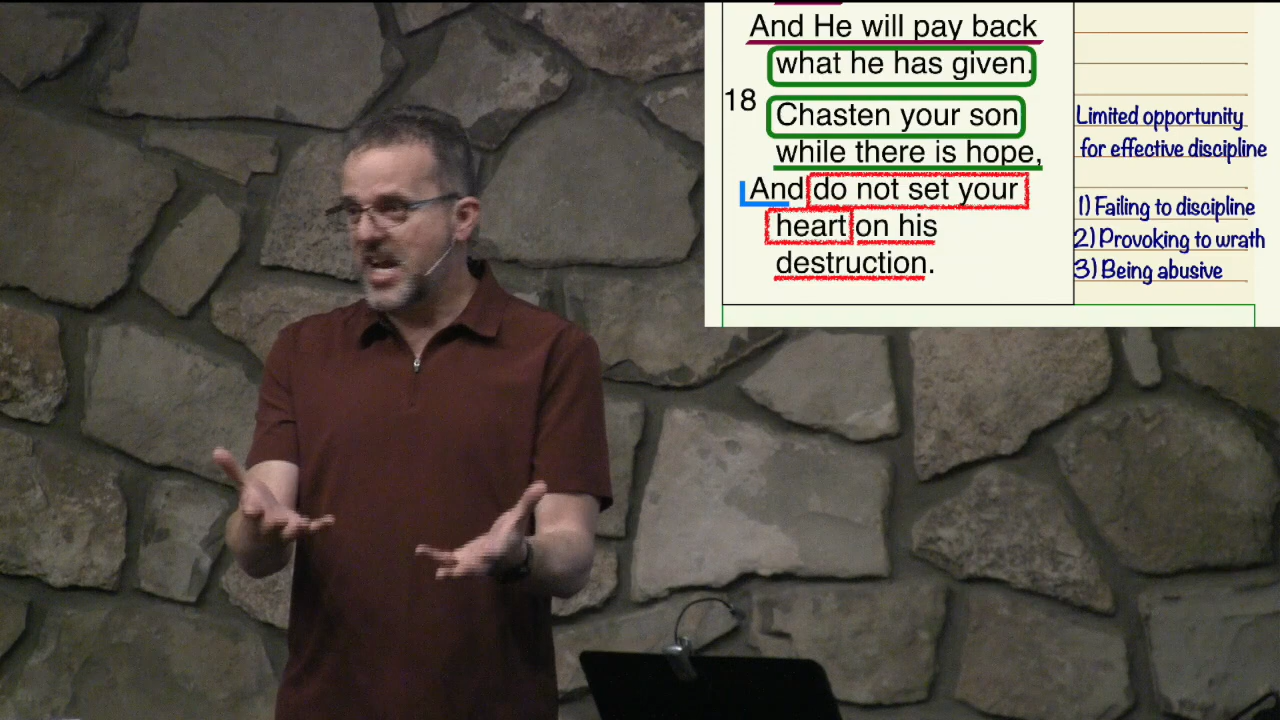 And He will pay back
what he has given.
18 Chasten your son
while there is hope,
And do not set your
heart on his
destruction.
Limited opportunity
for effective discipline
1) Failing to discipline
2) Provoking to wrath
3) Being abusive